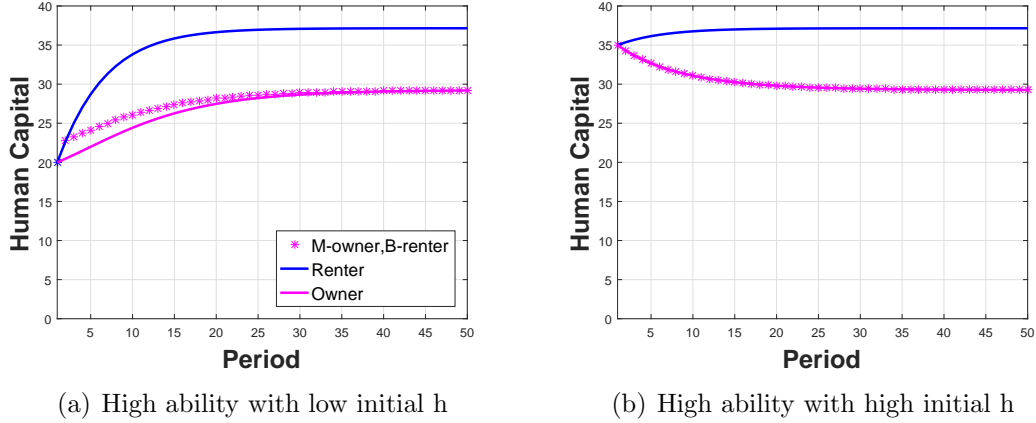 40
35
30
25
20
15
10
5
0
Human Capital
M-owner,B-renter
Renter
Owner
5 10 15 20 25 30 35 40 45 50
Period
(a) High ability with low initial h
40
35
30
25
20
15
10
5
0
Human Capital
5 10 15 20 25 30 35 40 45 50
Period
(b) High ability with high initial h